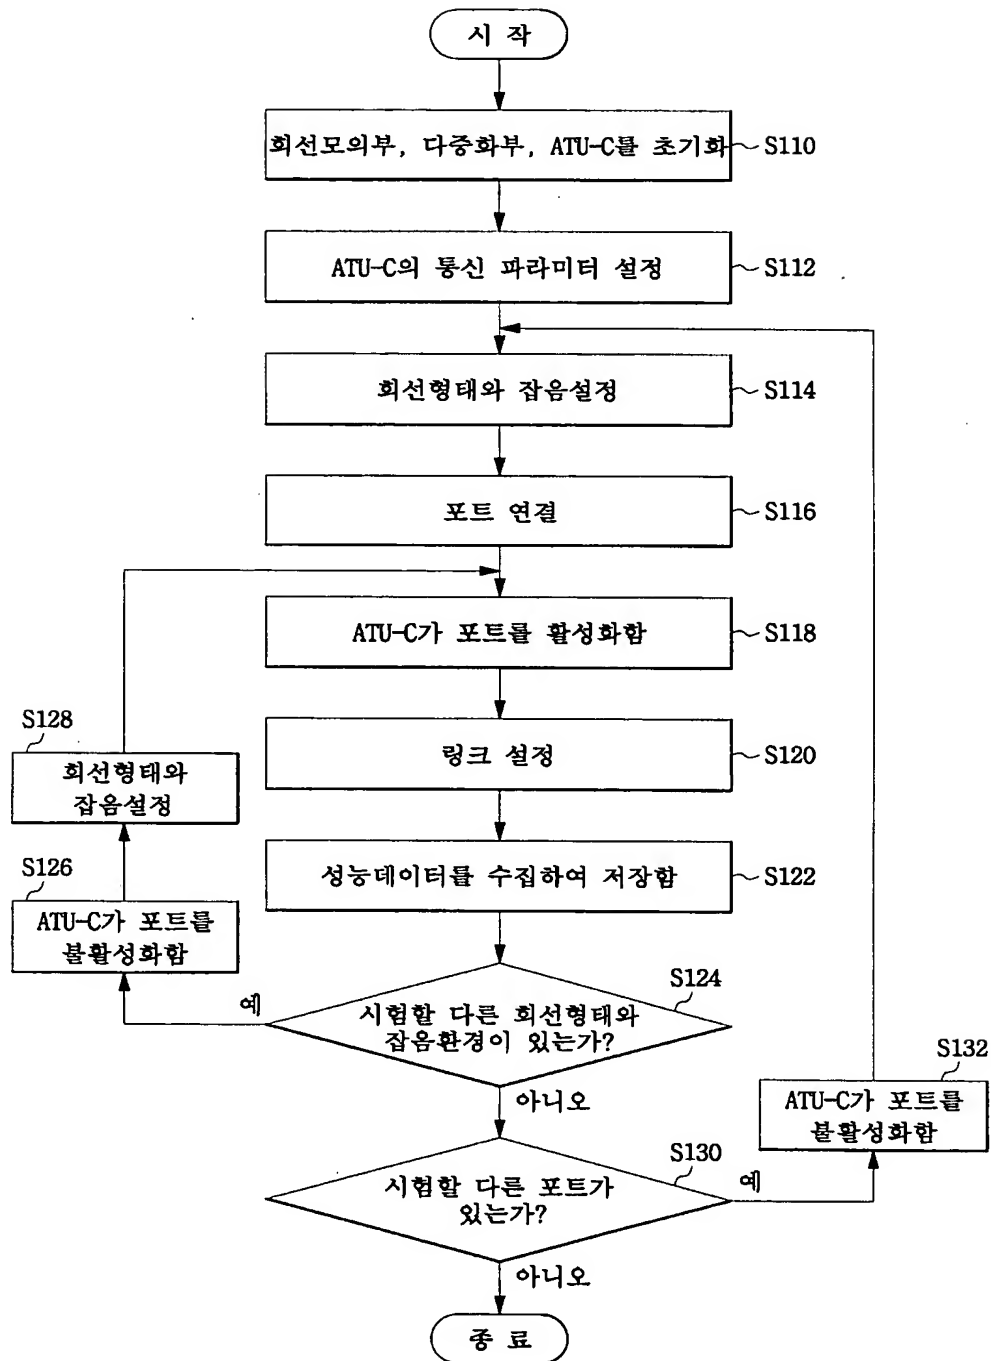 시 작
회선모의부, 다중화부, ATU-C를 초기화
S110
ATU-C의 통신 파라미터 설정
S112
회선형태와 잡음설정
S114
포트 연결
S116
ATU-C가 포트를 활성화함
S118
링크 설정
S120
성능데이터를 수집하여 저장함
S122
S128
회선형태와
잡음설정
S126
ATU-C가 포트를
불활성화함
S124
시험할 다른 회선형태와
잡음환경이 있는가?
예
아니오
S130
시험할 다른 포트가
있는가?
예
S132
ATU-C가 포트를
불활성화함
아니오
종 료